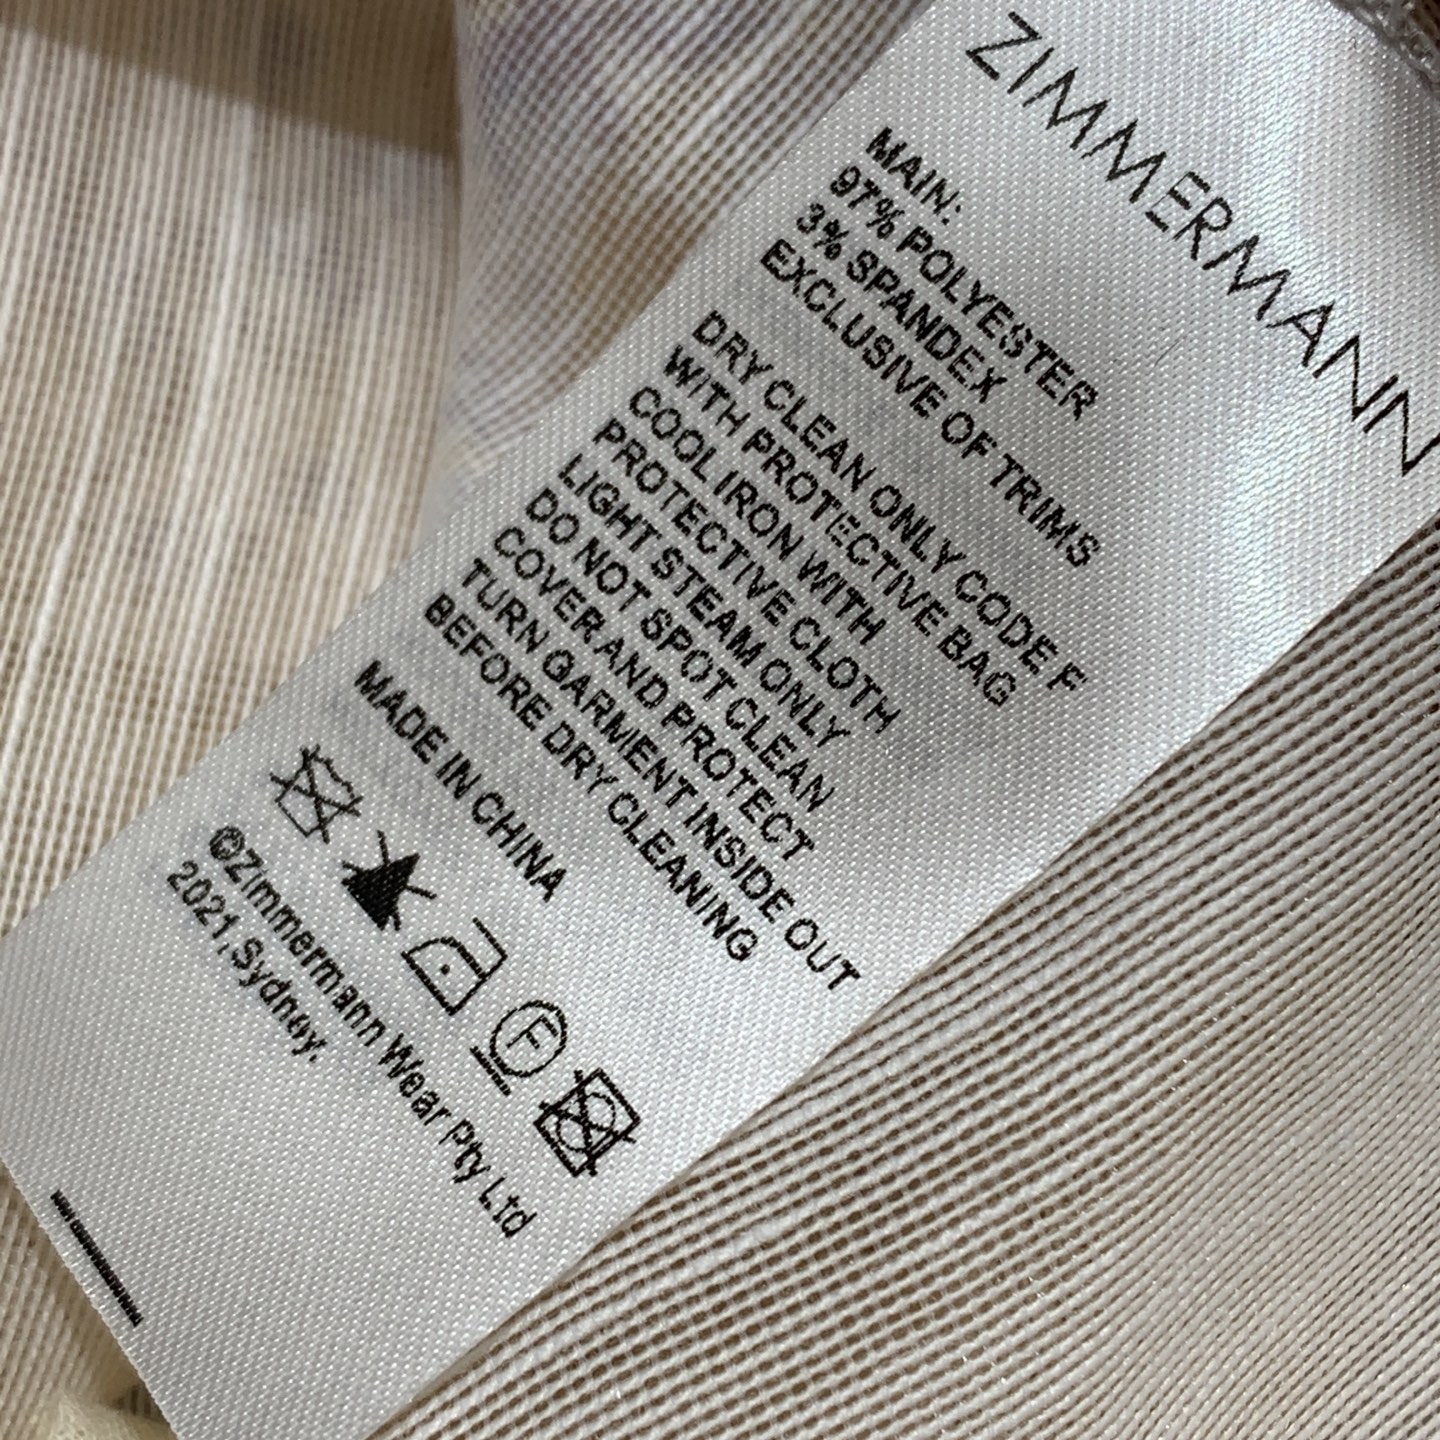 ZIMMERMANN
MAIN:
97% POLYESTER
3% SPANDEX
EXCLUSIVE OF TRIMS
DRY CLEAN ONLY CODE F
WITH PROTECTIVE BAG
COOL IRON WITH
PROTECTIVE CLOTH
LIGHT STEAM ONLY
DO NOT SPOT CLEAN
COVER AND PROTECT
TURN GARMENT INSIDE OUT
BEFORE DRY CLEANING
MADE IN CHINA
F
©Zimmermann Wear Pty Ltd
2021,Sydney.